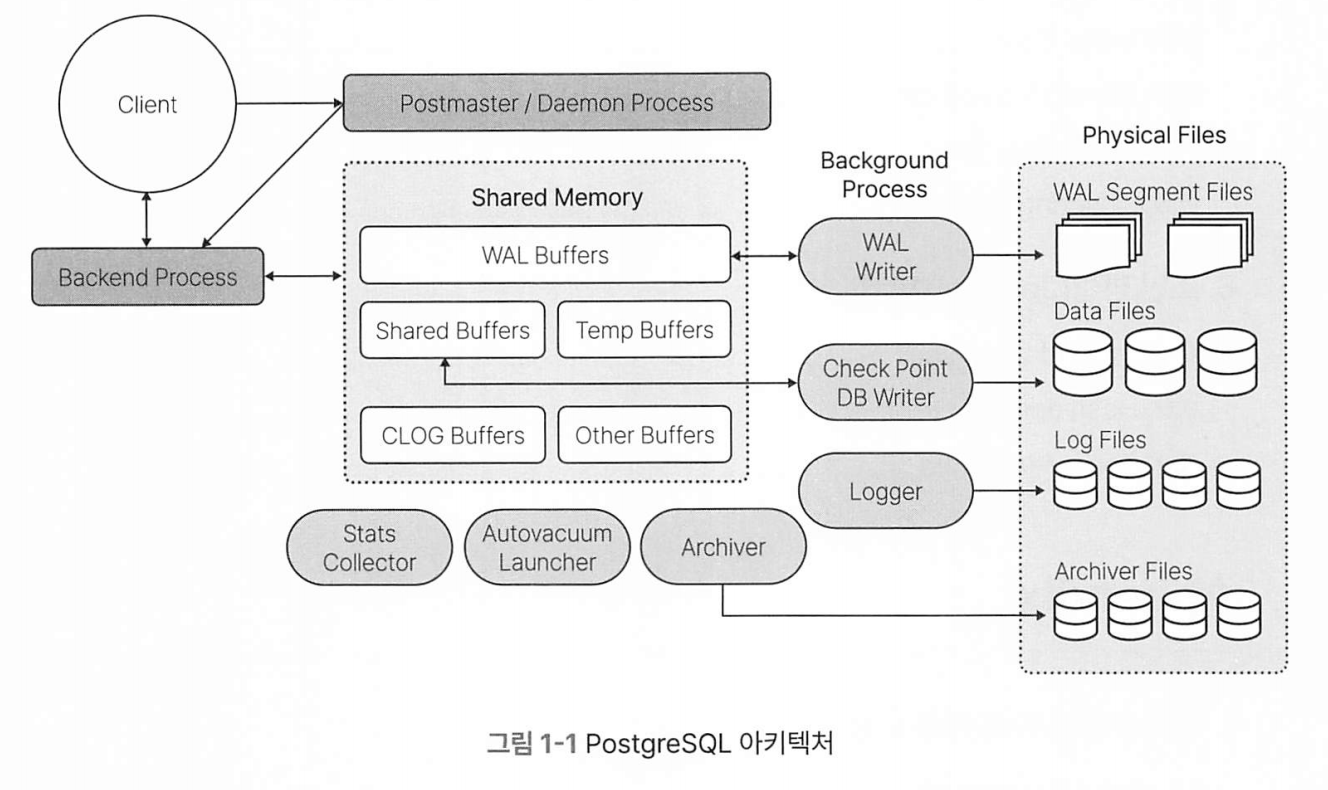 Client
Postmaster / Daemon Process
Backend Process
Shared Memory
WAL Buffers
Shared Buffers
Temp Buffers
CLOG Buffers
Other Buffers
Background
Process
WAL
Writer
Check Point
DB Writer
Logger
Stats
Collector
Autovacuum
Launcher
Archiver
Physical Files
WAL Segment Files
Data Files
Log Files
Archiver Files
그림 1-1 PostgreSQL 아키텍처